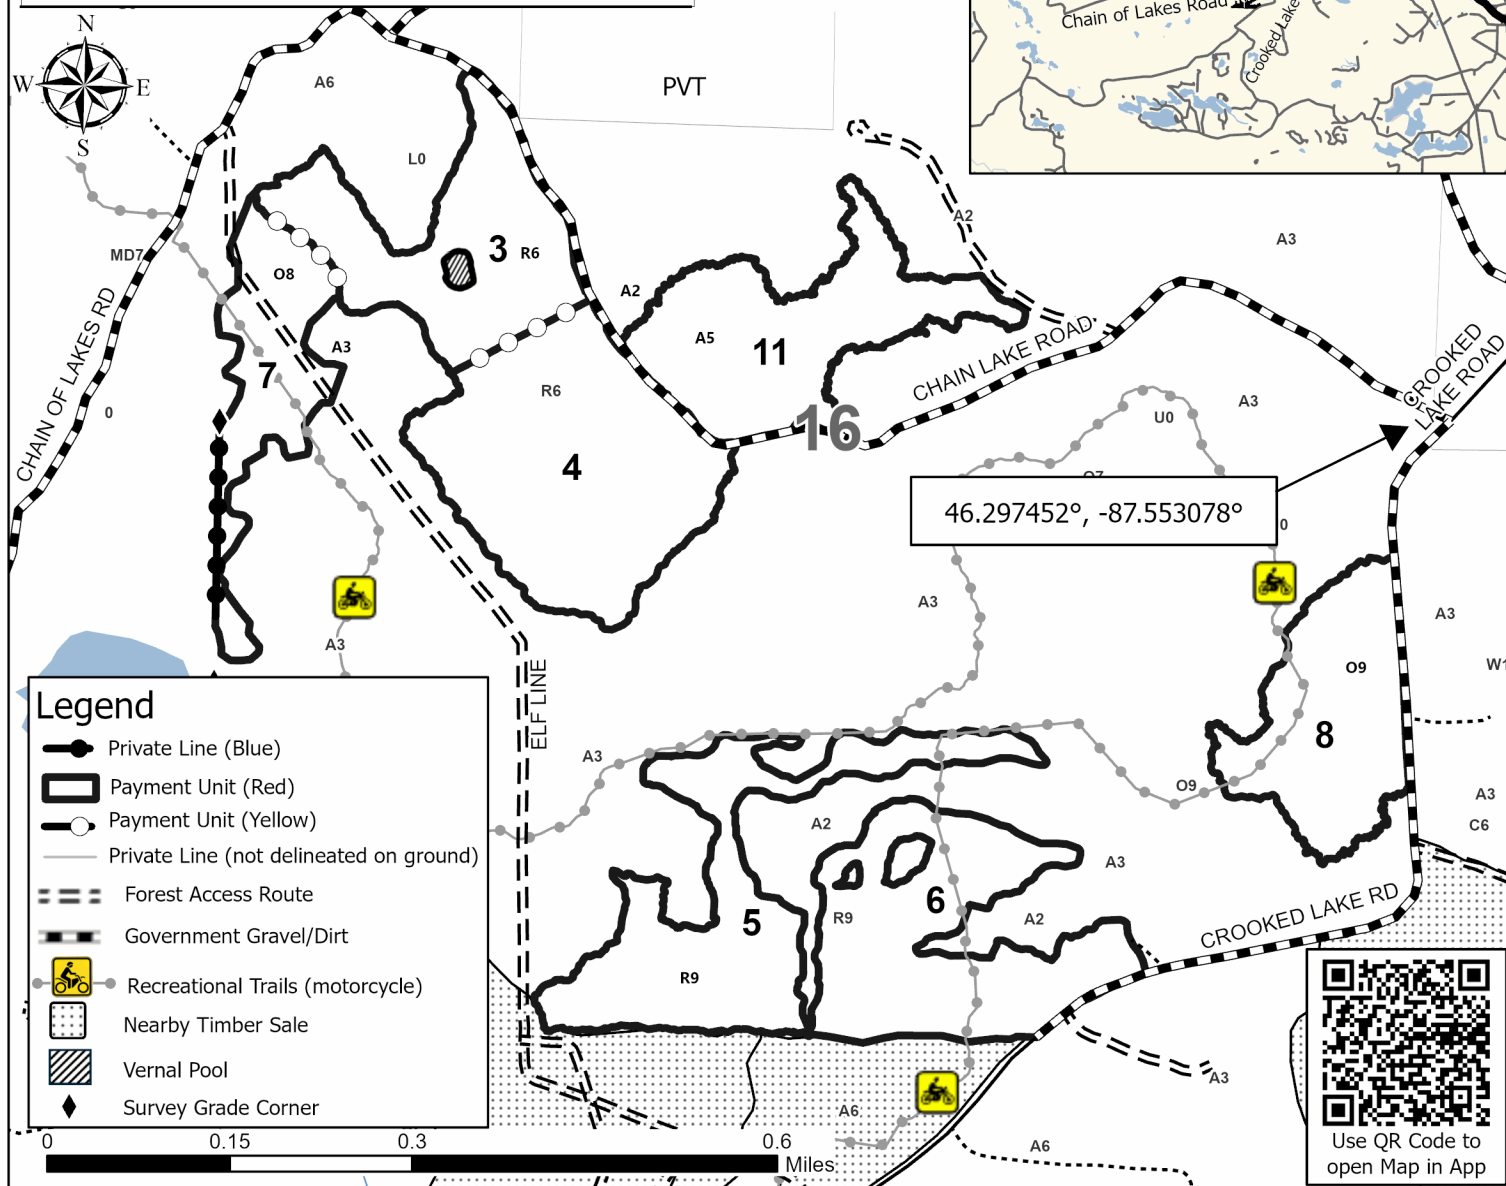 Chain of Lakes Road
Crooked Lake
N
W E
S
A6
PVT
L0
A2
MD7
3
R6
A3
O8
A2
A3
A5
11
7
CHAIN OF LAKES RD
0
R6
CHAIN LAKE ROAD
CROOKED
LAKE ROAD
16
U0
A3
4
46.297452°, -87.553078°
0
A3
A3
A3
O9
W1
8
ELF LINE
A3
O9
A3
C6
A2
A3
5
R9
6
A2
R9
CROOKED LAKE RD
A3
A6
A6
Legend
Private Line (Blue)
Payment Unit (Red)
Payment Unit (Yellow)
Private Line (not delineated on ground)
Forest Access Route
Government Gravel/Dirt
Recreational Trails (motorcycle)
Nearby Timber Sale
Vernal Pool
Survey Grade Corner
0 0.15 0.3 0.6
Miles
Use QR Code to
open Map in App